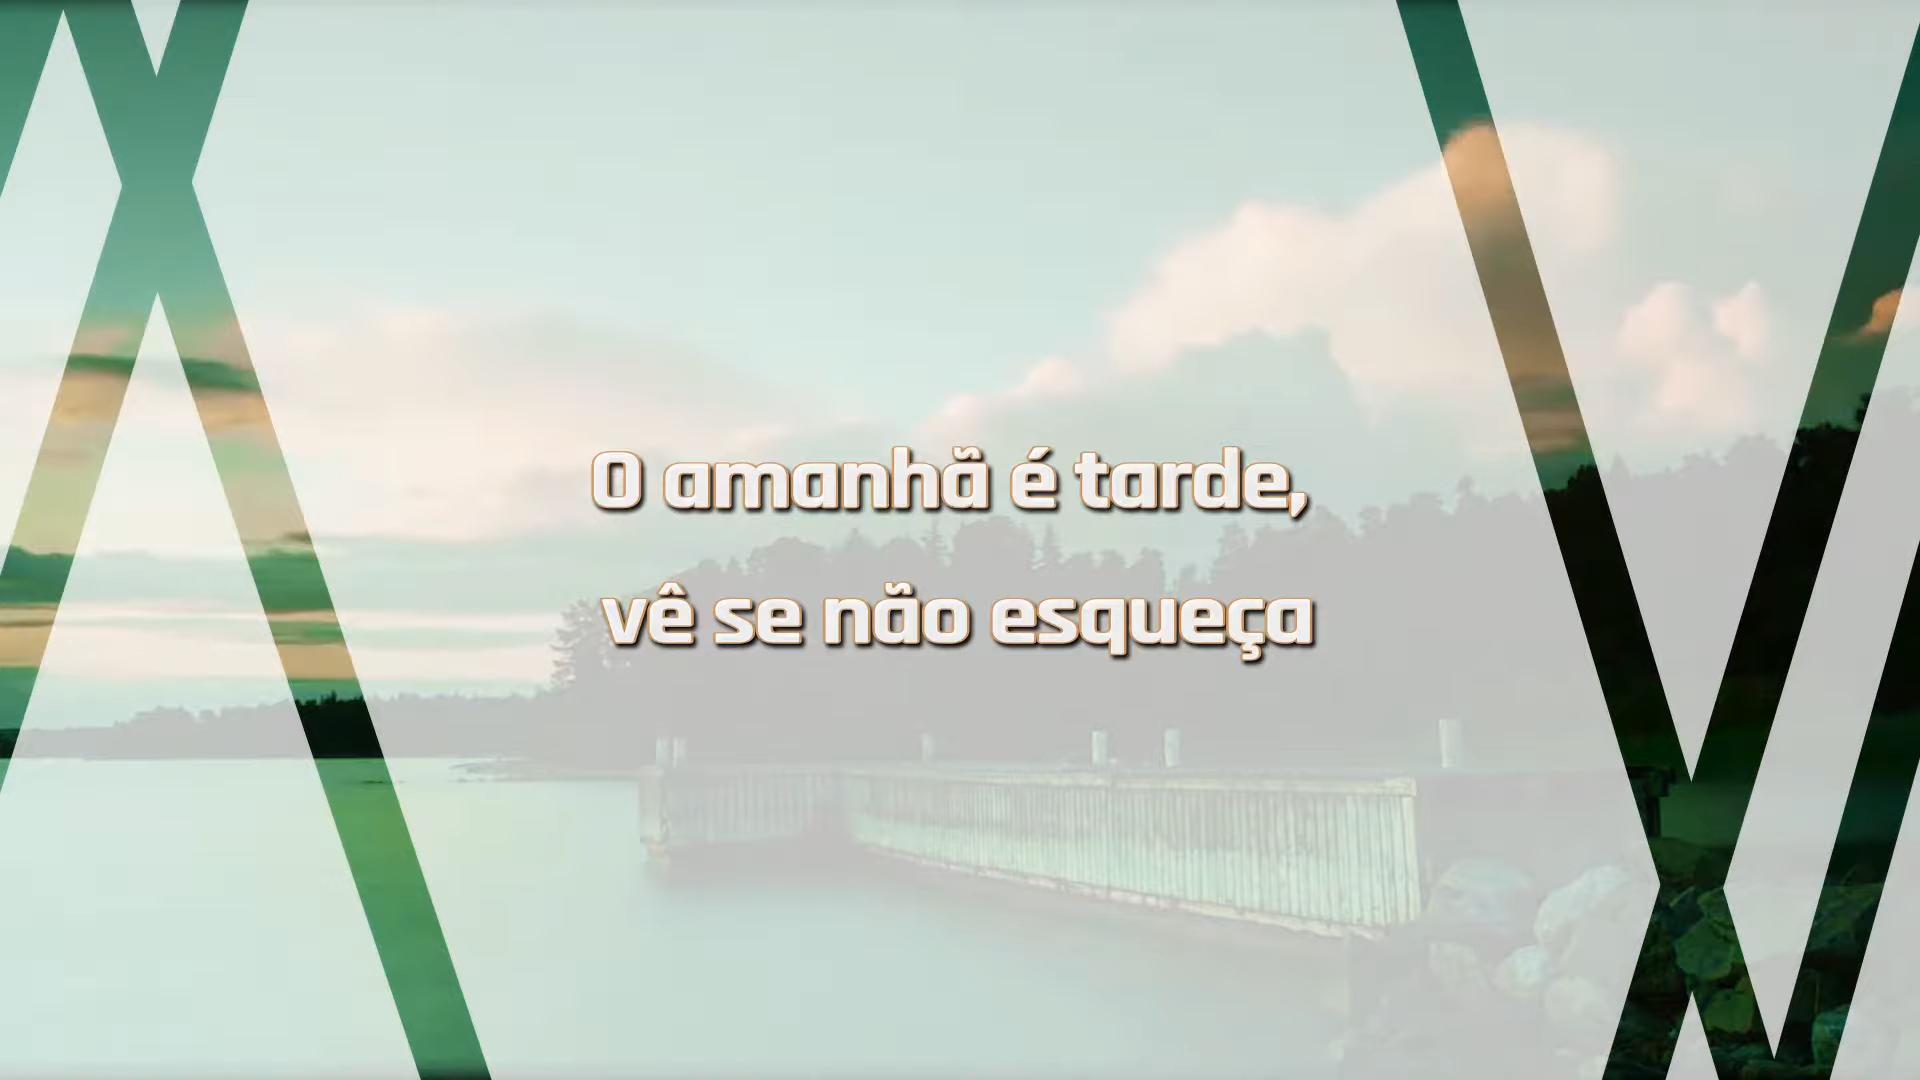 O amanhã é tarde,
vê se não esqueça